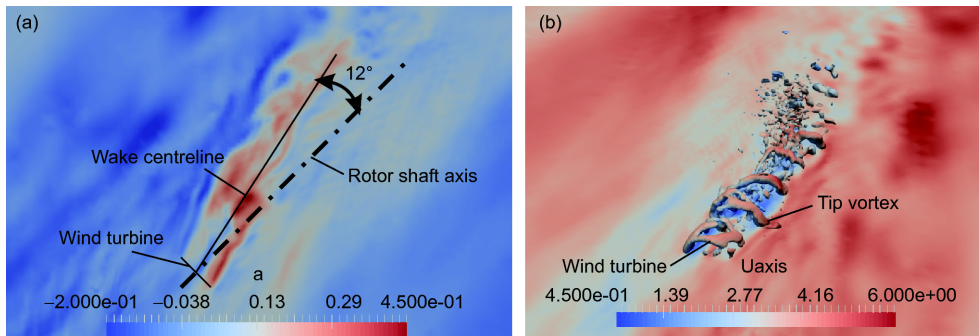 (a)
12°
Wake centreline
Rotor shaft axis
Wind turbine
a
−2.000e-01 −0.038 0.13 0.29 4.500e-01
(b)
Tip vortex
Wind turbine
Uaxis
4.500e-01 1.39 2.77 4.16 6.000e+00